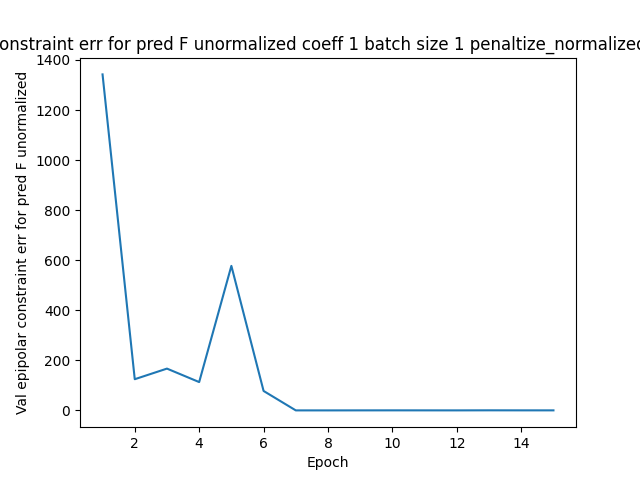 onstraint err for pred F unormalized coeff 1 batch size 1 penaltize_normalized
Val epipolar constraint err for pred F unormalized
1400
1200
1000
800
600
400
200
0
2 4 6 8 10 12 14
Epoch